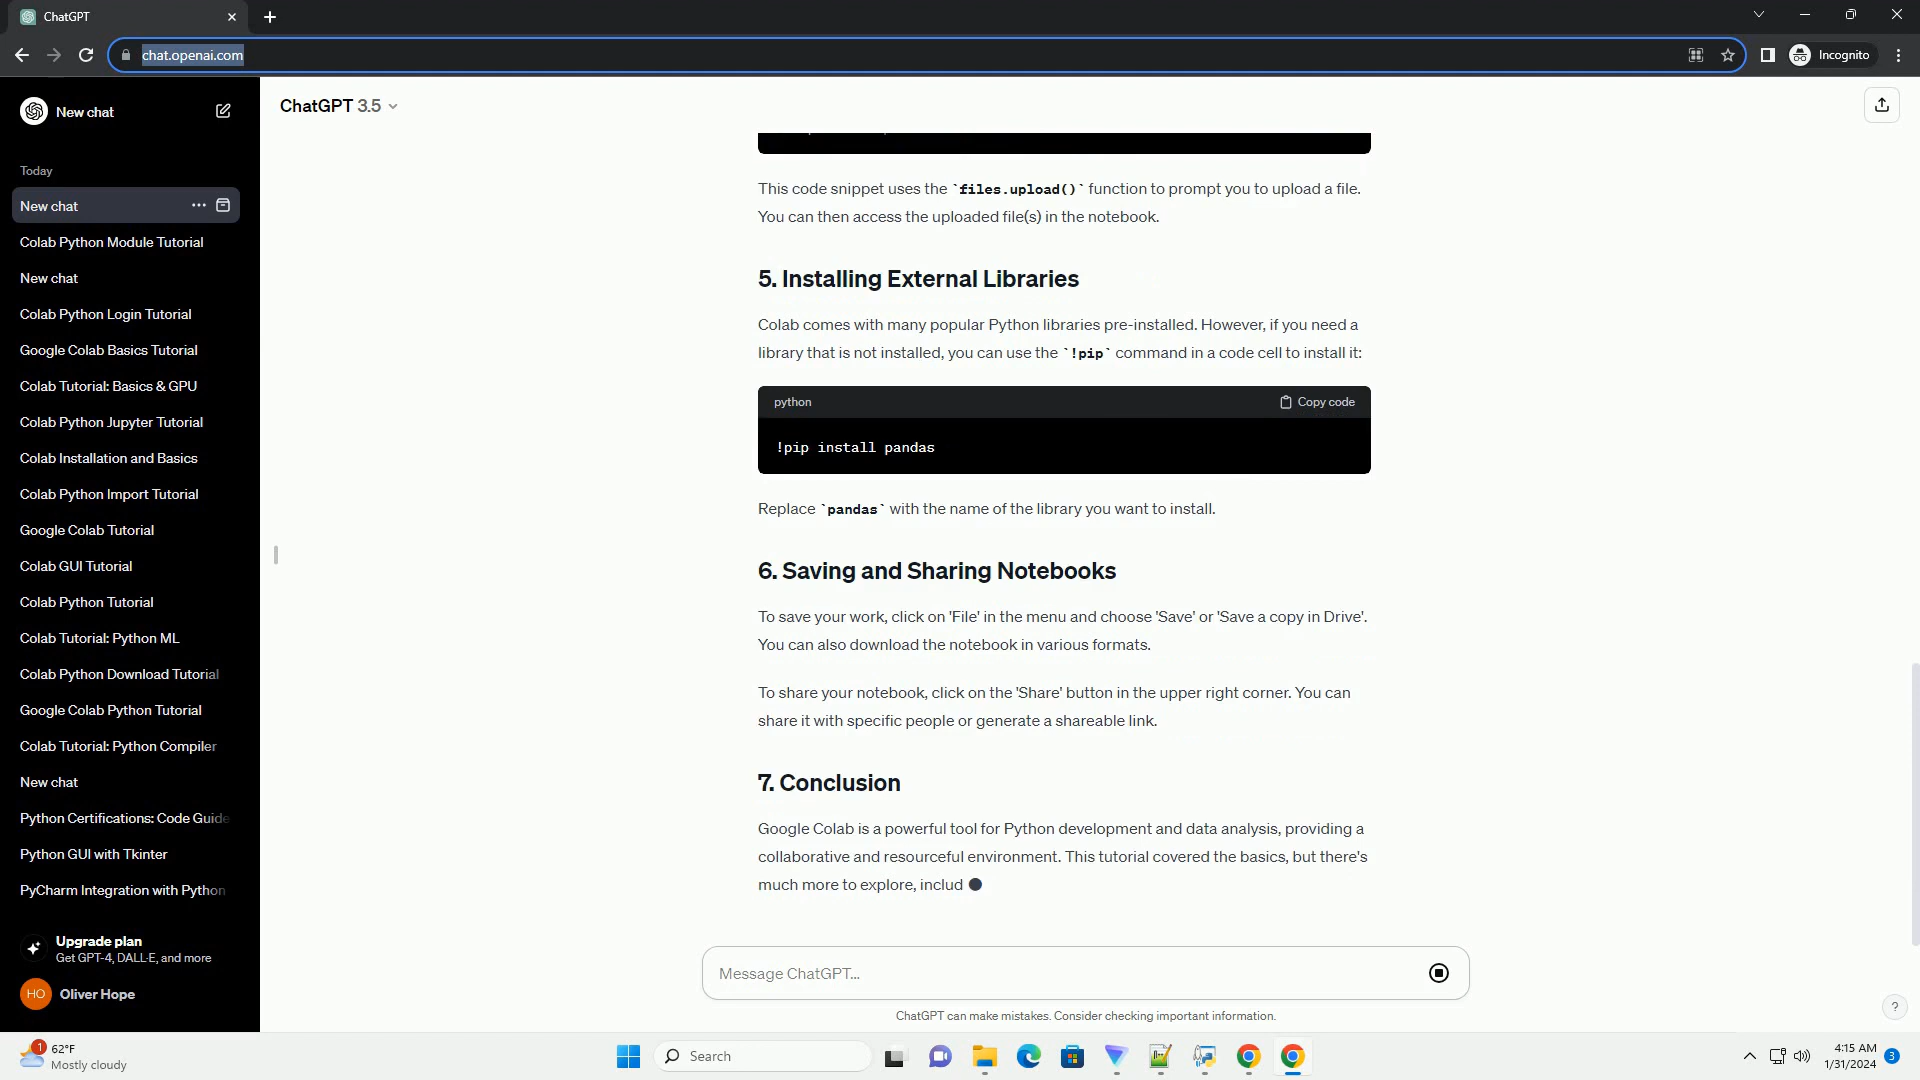 ChatGPT
chat.openai.com
Incognito
New chat
Today
New chat
Colab Python Module Tutorial
New chat
Colab Python Login Tutorial
Google Colab Basics Tutorial
Colab Tutorial: Basics & GPU
Colab Python Jupyter Tutorial
Colab Installation and Basics
Colab Python Import Tutorial
Google Colab Tutorial
Colab GUI Tutorial
Colab Python Tutorial
Colab Tutorial: Python ML
Colab Python Download Tutorial
Google Colab Python Tutorial
Colab Tutorial: Python Compiler
New chat
Python Certifications: Code Guide
Python GUI with Tkinter
PyCharm Integration with Python
Upgrade plan
Get GPT-4, DALL·E, and more
HO
Oliver Hope
ChatGPT 3.5
This code snippet uses the `files.upload()` function to prompt you to upload a file.
You can then access the uploaded file(s) in the notebook.
5. Installing External Libraries
Colab comes with many popular Python libraries pre-installed. However, if you need a
library that is not installed, you can use the `!pip` command in a code cell to install it:
python
Copy code
!pip install pandas
Replace `pandas` with the name of the library you want to install.
6. Saving and Sharing Notebooks
To save your work, click on 'File' in the menu and choose 'Save' or 'Save a copy in Drive'.
You can also download the notebook in various formats.
To share your notebook, click on the 'Share' button in the upper right corner. You can
share it with specific people or generate a shareable link.
7. Conclusion
Google Colab is a powerful tool for Python development and data analysis, providing a
collaborative and resourceful environment. This tutorial covered the basics, but there's
much more to explore, includ
Message ChatGPT...
ChatGPT can make mistakes. Consider checking important information.
?
1
62°F
Mostly cloudy
Search
4:15 AM
1/31/2024
3